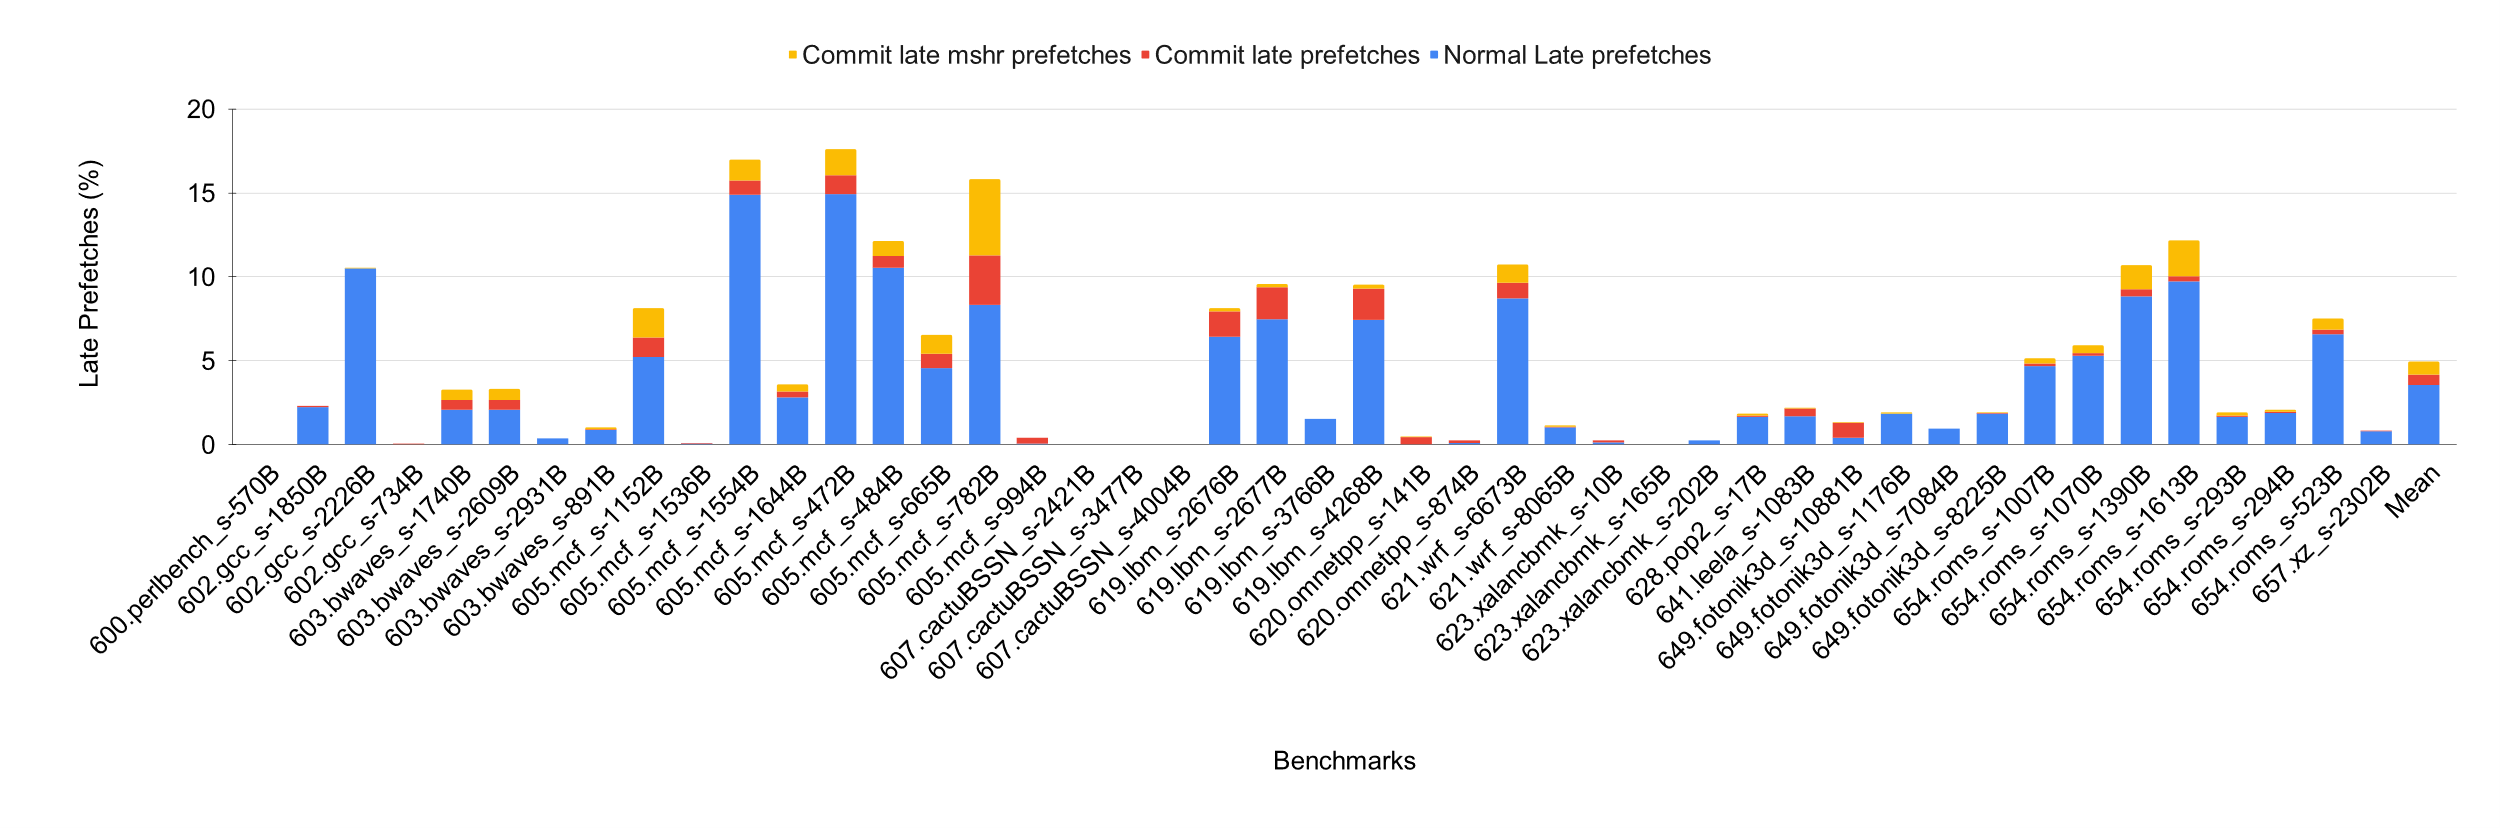 Commit late mshr prefetches Commit late prefetches Normal Late prefetches
20
15
10
5
0
Late Prefetches (%)
600.perlbench_s-570B
602.gcc_s-1850B
602.gcc_s-2226B
602.gcc_s-734B
603.bwaves_s-1740B
603.bwaves_s-2609B
603.bwaves_s-2931B
603.bwaves_s-891B
605.mcf_s-1152B
605.mcf_s-1536B
605.mcf_s-1554B
605.mcf_s-1644B
605.mcf_s-472B
605.mcf_s-484B
605.mcf_s-665B
605.mcf_s-782B
605.mcf_s-994B
607.cactuBSSN_s-2421B
607.cactuBSSN_s-3477B
607.cactuBSSN_s-4004B
619.lbm_s-2676B
619.lbm_s-2677B
619.lbm_s-3766B
619.lbm_s-4268B
620.omnetpp_s-141B
620.omnetpp_s-874B
621.wrf_s-6673B
621.wrf_s-8065B
623.xalancbmk_s-10B
623.xalancbmk_s-165B
623.xalancbmk_s-202B
628.pop2_s-17B
641.leela_s-1083B
649.fotonik3d_s-10881B
649.fotonik3d_s-1176B
649.fotonik3d_s-7084B
649.fotonik3d_s-8225B
654.roms_s-1007B
654.roms_s-1070B
654.roms_s-1390B
654.roms_s-1613B
654.roms_s-293B
654.roms_s-294B
654.roms_s-523B
657.xz_s-2302B
Mean
Benchmarks